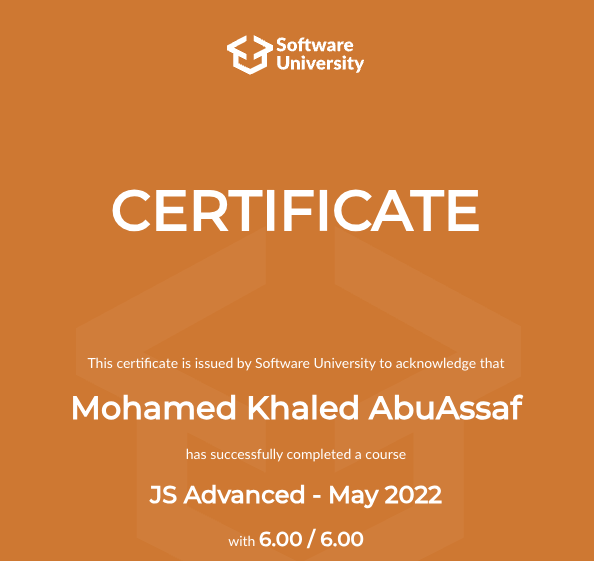 Software
University
CERTIFICATE
This certificate is issued by Software University to acknowledge that
Mohamed Khaled AbuAssaf
has successfully completed a course
JS Advanced - May 2022
with 6.00 / 6.00